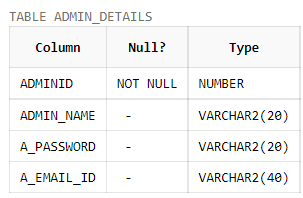 TABLE ADMIN_DETAILS
Column Null? Type
ADMINID NOT NULL NUMBER
ADMIN_NAME - VARCHAR2(20)
A_PASSWORD - VARCHAR2(20)
A_EMAIL_ID - VARCHAR2(40)